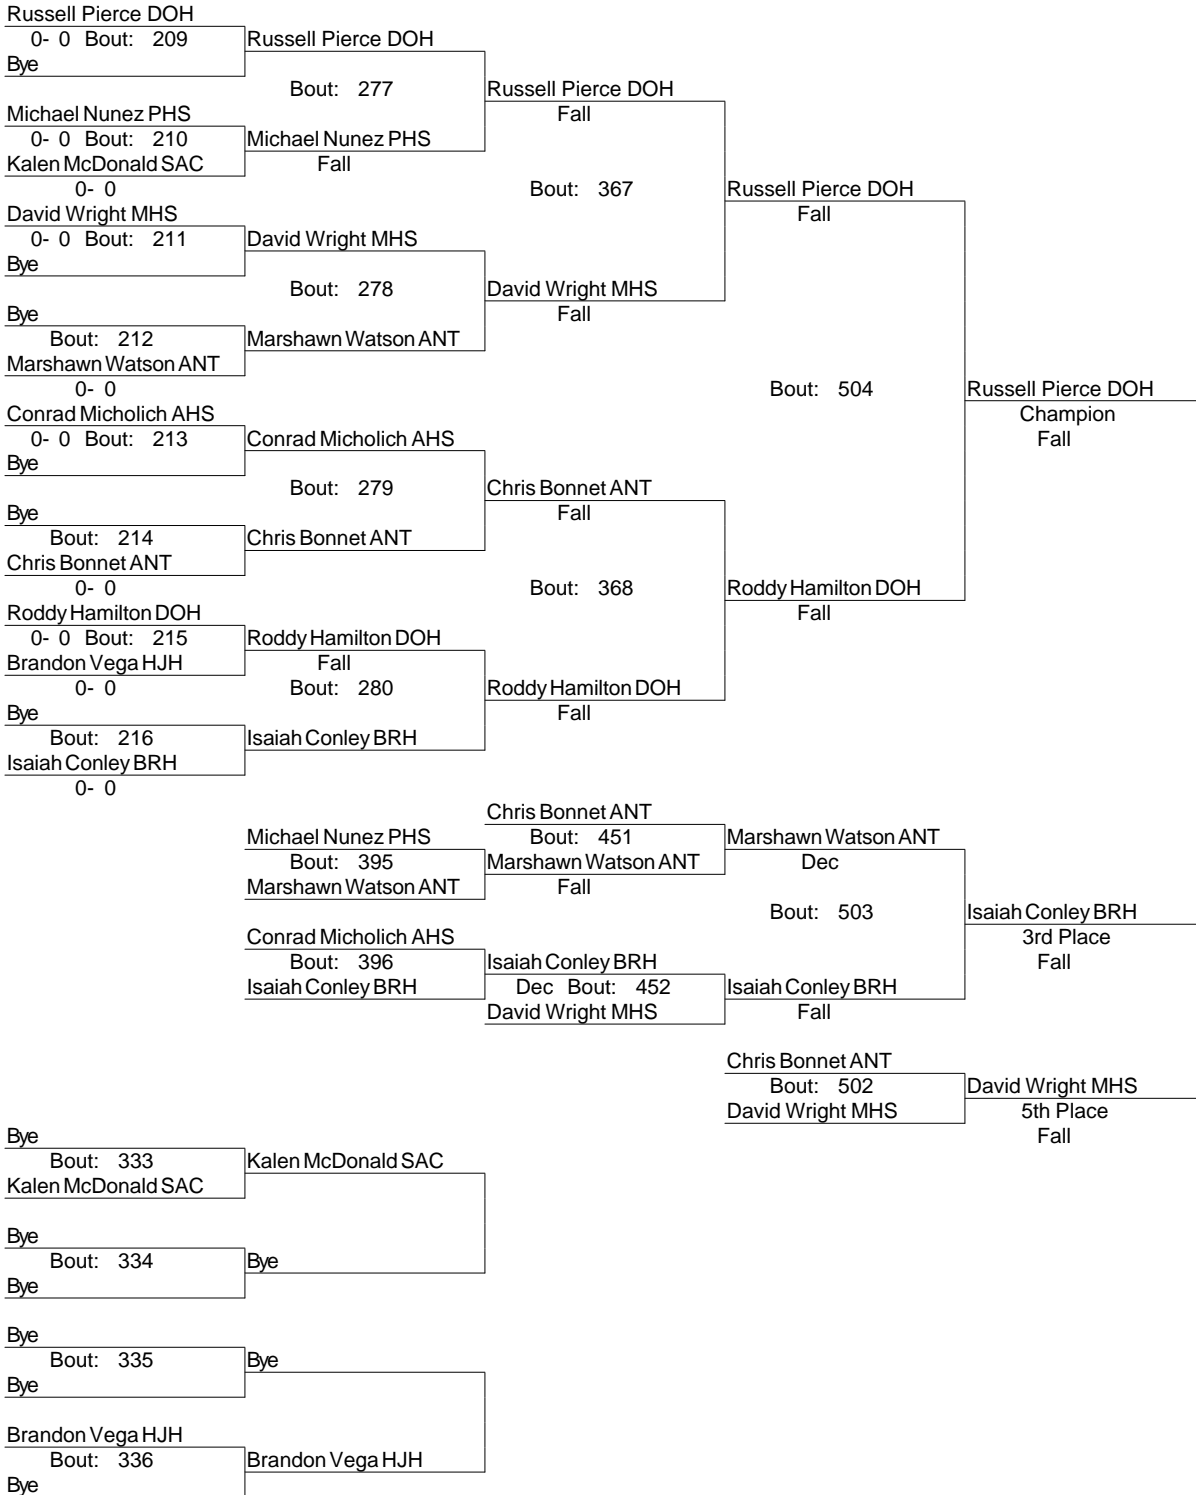 Russell Pierce DOH
0- 0 Bout: 209
Russell Pierce DOH
Bye
Bout: 277
Russell Pierce DOH
Michael Nunez PHS
Fall
0- 0 Bout: 210
Michael Nunez PHS
Kalen McDonald SAC
Fall
0- 0
Bout: 367
Russell Pierce DOH
David Wright MHS
Fall
0- 0 Bout: 211
David Wright MHS
Bye
Bout: 278
David Wright MHS
Bye
Fall
Bout: 212
Marshawn Watson ANT
Marshawn Watson ANT
0- 0
Bout: 504
Russell Pierce DOH
Conrad Micholich AHS
Champion
0- 0 Bout: 213
Conrad Micholich AHS
Fall
Bye
Bout: 279
Chris Bonnet ANT
Bye
Fall
Bout: 214
Chris Bonnet ANT
Chris Bonnet ANT
0- 0
Bout: 368
Roddy Hamilton DOH
Roddy Hamilton DOH
Fall
0- 0 Bout: 215
Roddy Hamilton DOH
Brandon Vega HJH
Fall
0- 0
Bout: 280
Roddy Hamilton DOH
Bye
Fall
Bout: 216
Isaiah Conley BRH
Isaiah Conley BRH
0- 0
Chris Bonnet ANT
Michael Nunez PHS
Bout: 451
Marshawn Watson ANT
Bout: 395
Marshawn Watson ANT
Dec
Marshawn Watson ANT
Fall
Bout: 503
Isaiah Conley BRH
Conrad Micholich AHS
3rd Place
Bout: 396
Isaiah Conley BRH
Fall
Isaiah Conley BRH
Dec Bout: 452
Isaiah Conley BRH
David Wright MHS
Fall
Chris Bonnet ANT
Bout: 502
David Wright MHS
David Wright MHS
5th Place
Fall
Bye
Bout: 333
Kalen McDonald SAC
Kalen McDonald SAC
Bye
Bout: 334
Bye
Bye
Bye
Bout: 335
Bye
Bye
Brandon Vega HJH
Bout: 336
Brandon Vega HJH
Bye